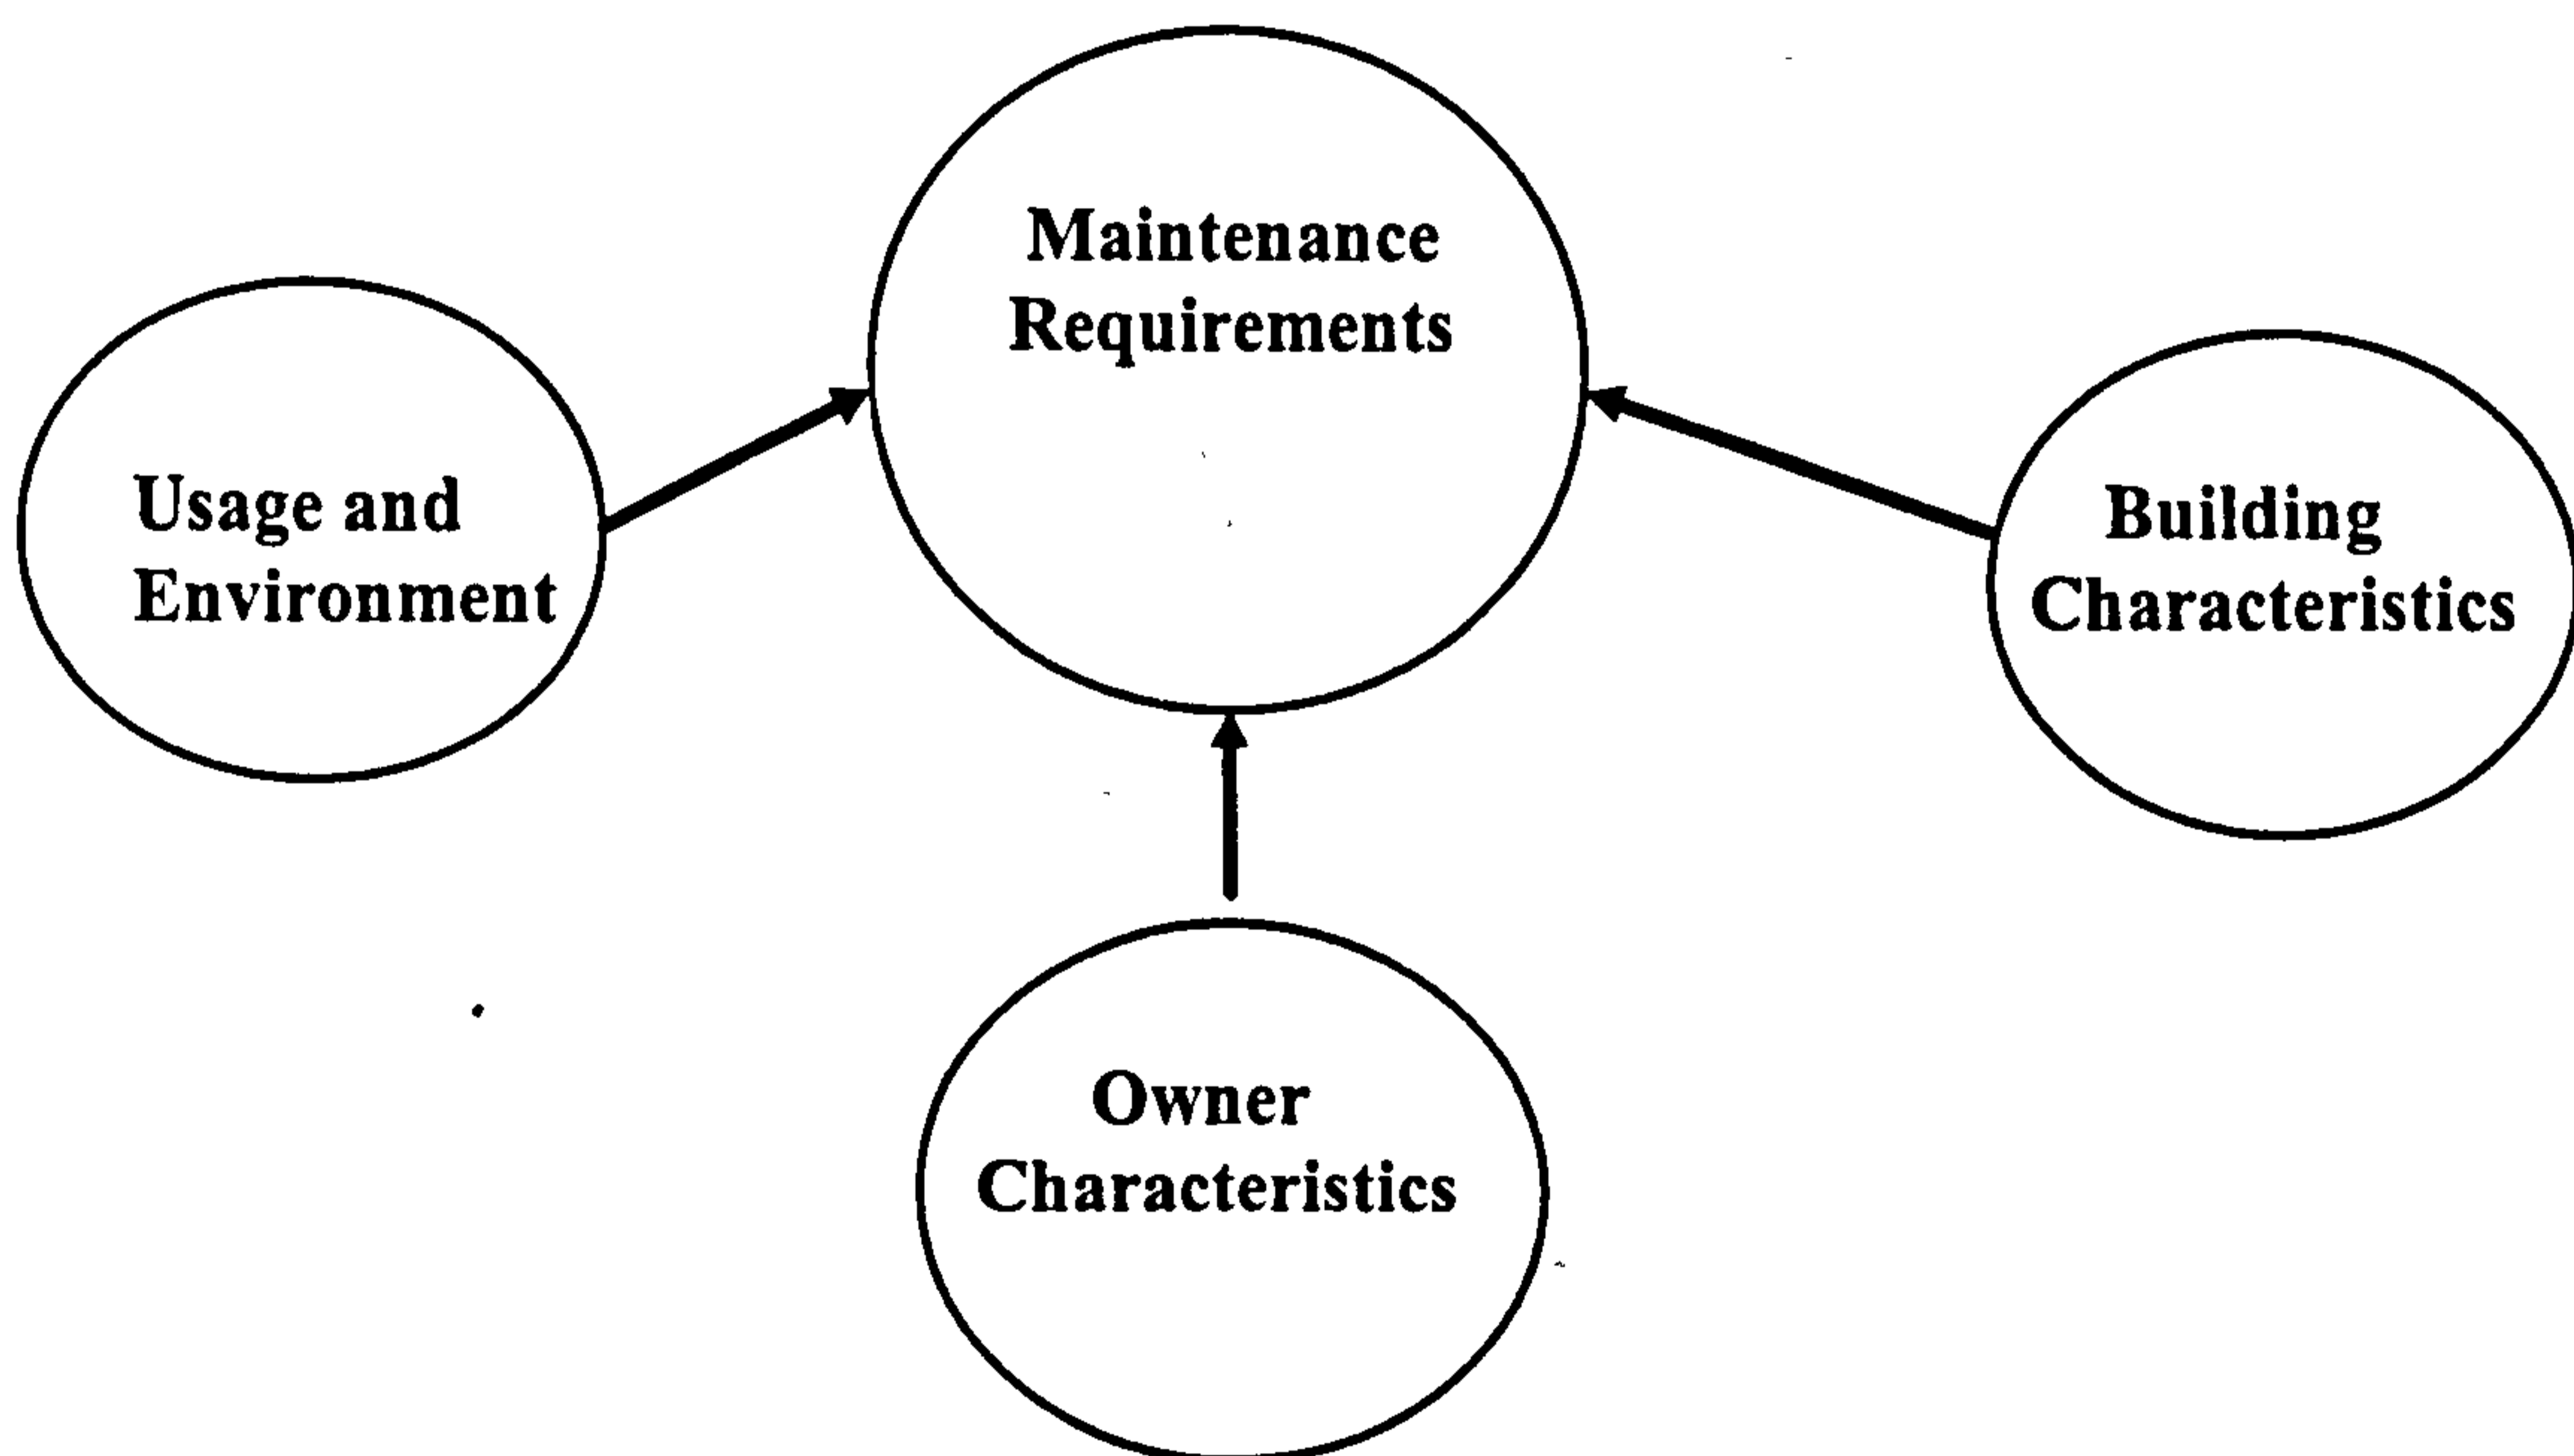 Maintenance
Requirements
Usage and
Environment
Building
Characteristics
Owner
Characteristics